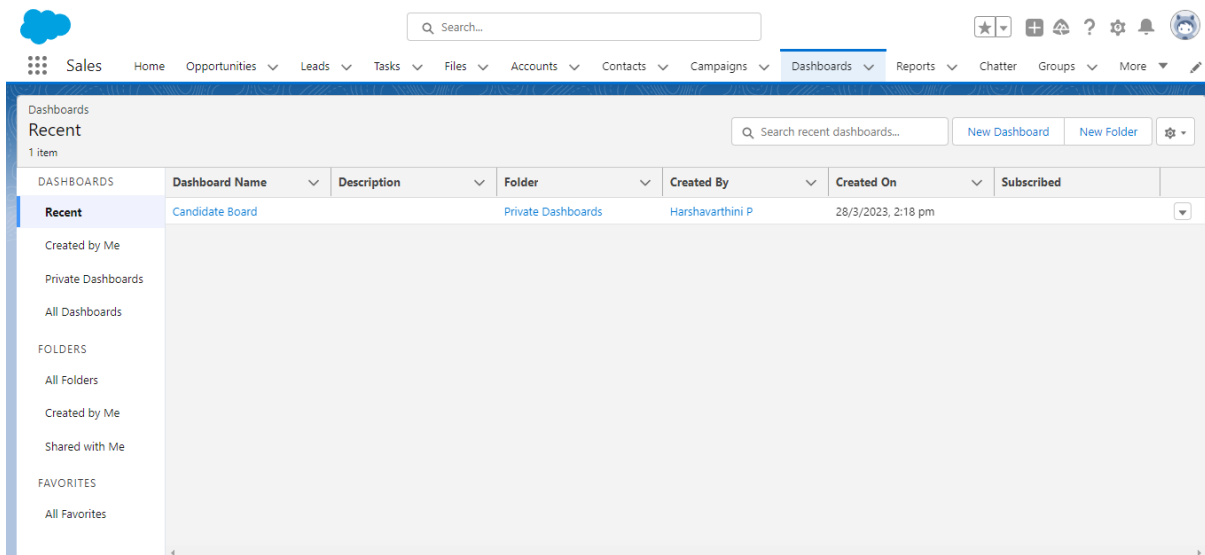 Search...
Sales Home Opportunities Leads Tasks Files Accounts Contacts Campaigns Dashboards Reports Chatter Groups More
Dashboards
Recent
1 item
Search recent dashboards... New Dashboard New Folder
DASHBOARDS Dashboard Name Description Folder Created By Created On Subscribed
Recent Candidate Board Private Dashboards Harshavarthini P 28/3/2023, 2:18 pm
Created by Me
Private Dashboards
All Dashboards
FOLDERS
All Folders
Created by Me
Shared with Me
FAVORITES
All Favorites